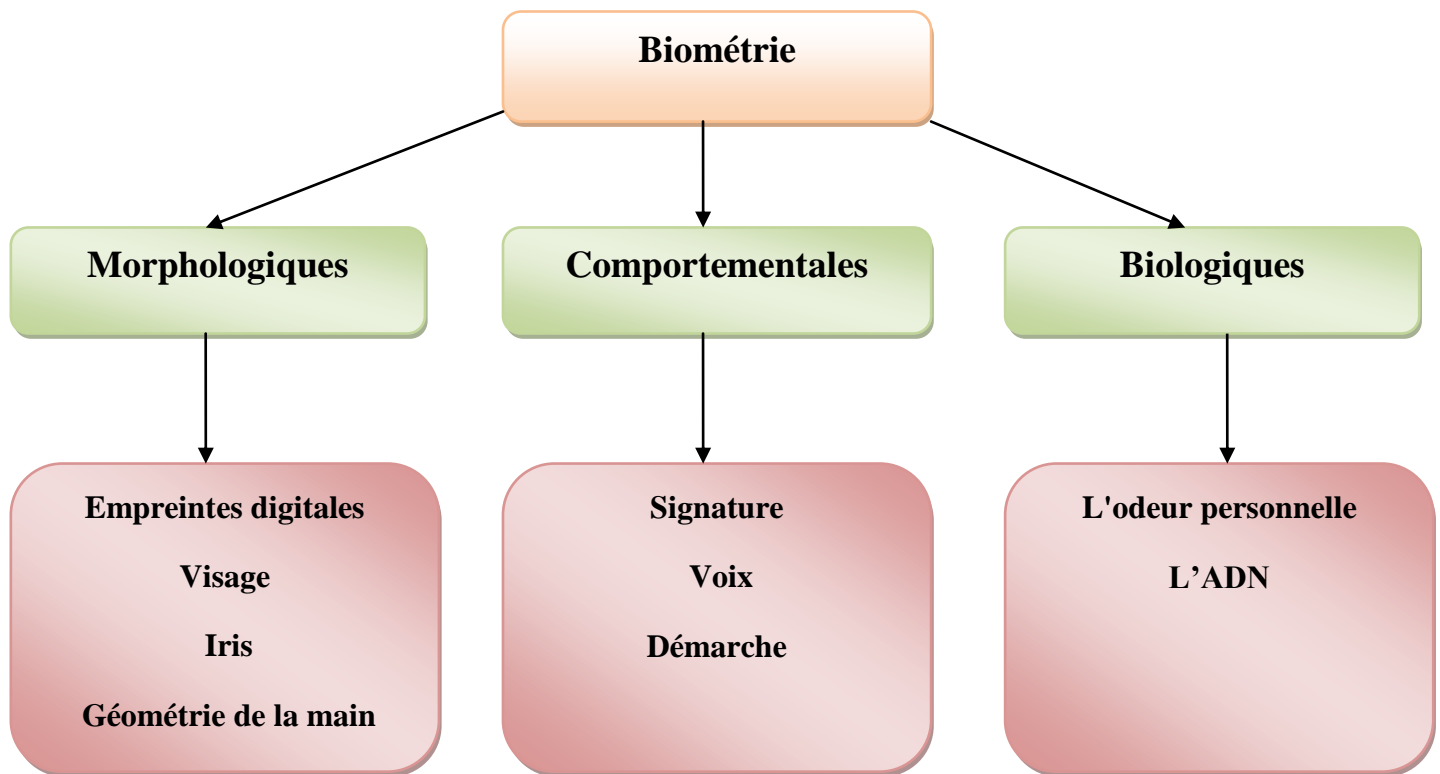 Biométrie
Morphologiques
Comportementales
Biologiques
Empreintes digitales
Visage
Iris
Géométrie de la main
Signature
Voix
Démarche
L'odeur personnelle
L’ADN